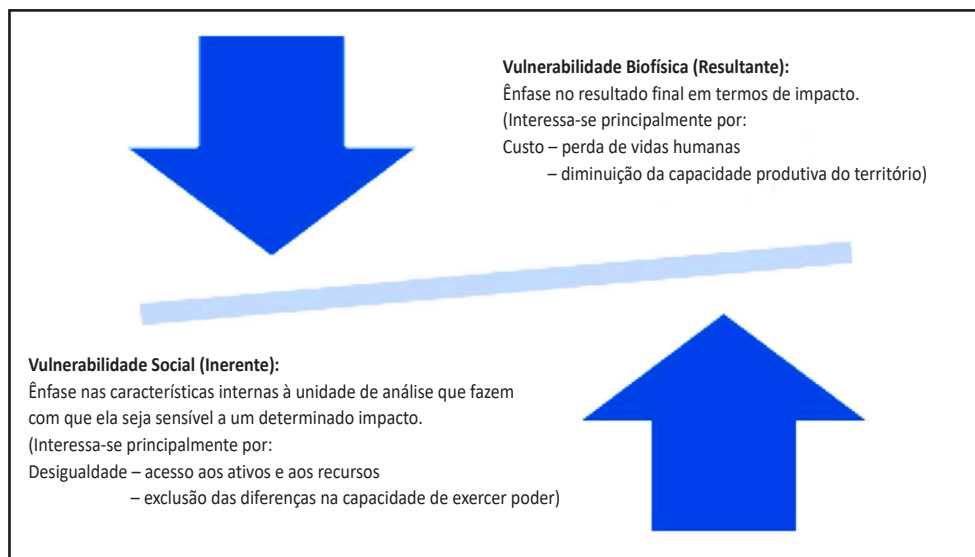 Vulnerabilidade Biofísica (Resultante):
Ênfase no resultado final em termos de impacto.
(Interessa-se principalmente por:
Custo – perda de vidas humanas
– diminuição da capacidade produtiva do território)
Vulnerabilidade Social (Inerente):
Ênfase nas características internas à unidade de análise que fazem
com que ela seja sensível a um determinado impacto.
(Interessa-se principalmente por:
Desigualdade – acesso aos ativos e aos recursos
– exclusão das diferenças na capacidade de exercer poder)